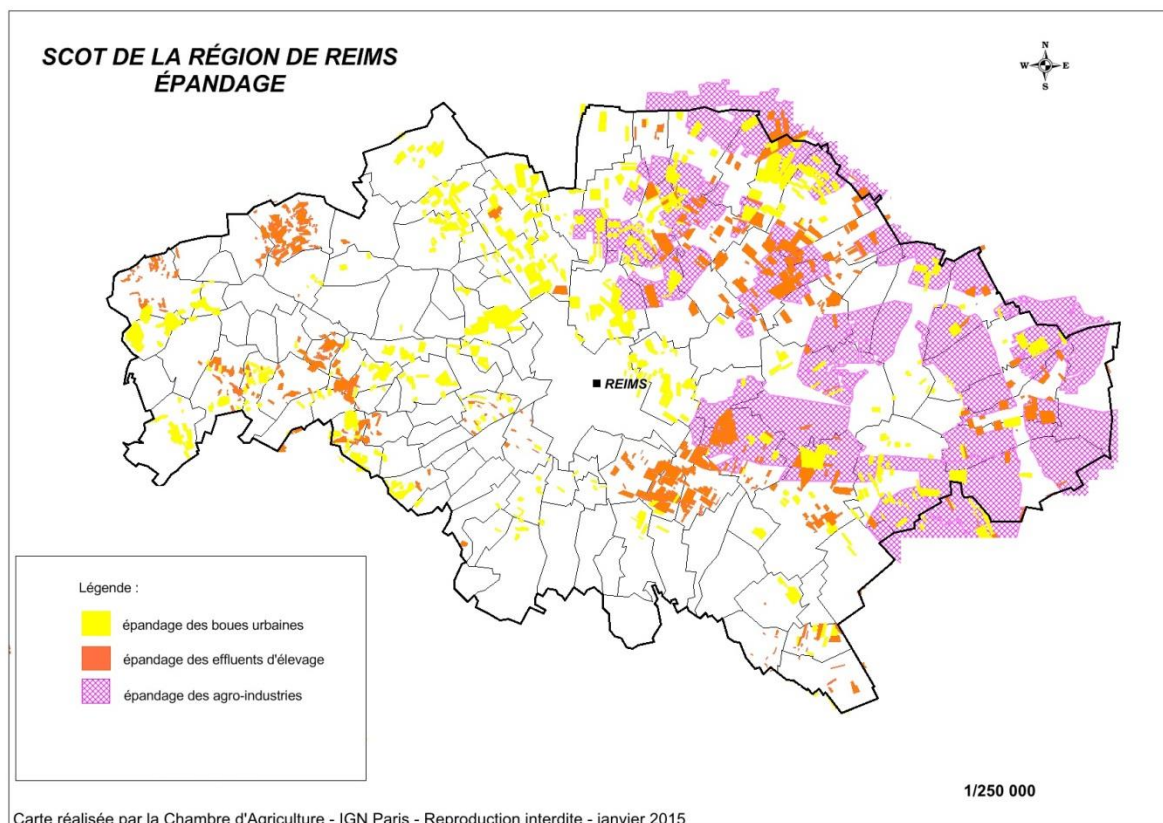 SCOT DE LA RÉGION DE REIMS
ÉPANDAGE
N
W E
S
REIMS
Légende :
épandage des boues urbaines
épandage des effluents d'élevage
épandage des agro-industries
1/250 000
Carte réalisée par la Chambre d'Agriculture - IGN Paris - Reproduction interdite - janvier 2015